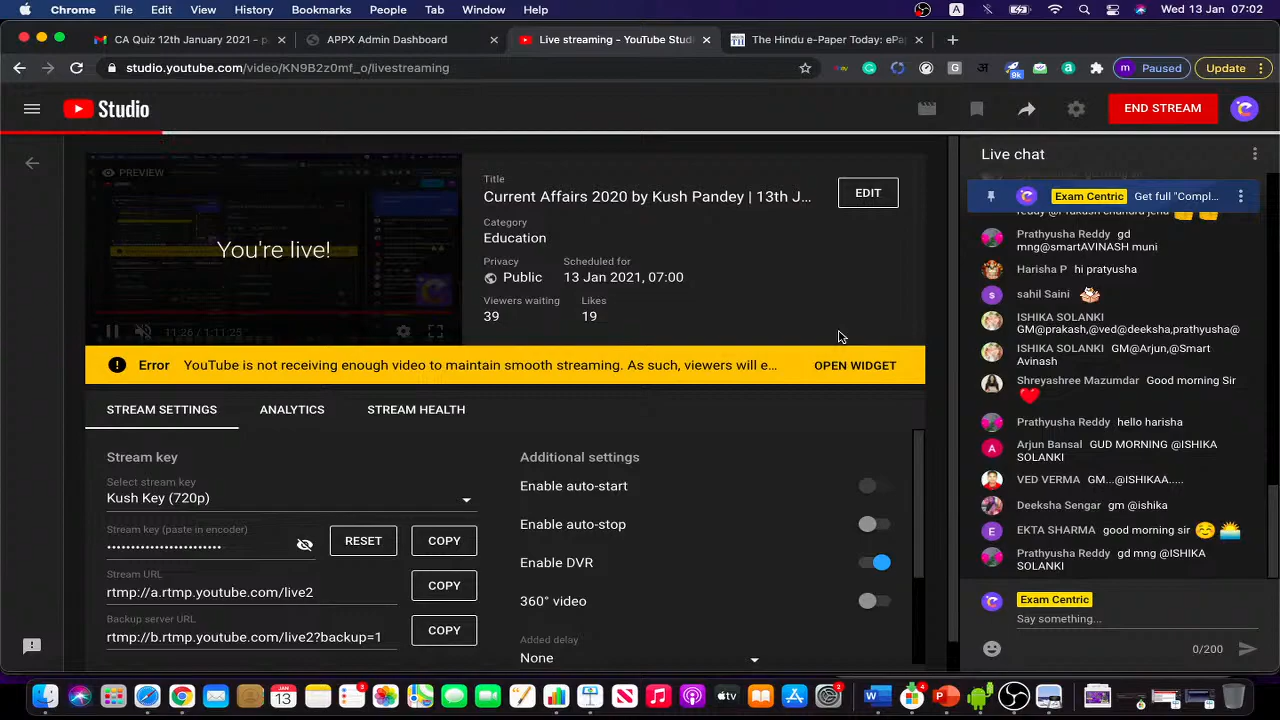 Chrome File Edit View History Bookmarks People Tab Window Help
A
Wed 13 Jan 07:02
CA Quiz 12th January 2021 – p
APPX Admin Dashboard
Live streaming - YouTube Studi
The Hindu e-Paper Today: ePap
studio.youtube.com/video/KN9B2z0mf_o/livestreaming
9k
m Paused
Update
Studio
END STREAM
PREVIEW
You're live!
11:26 / 1:11:25
Title
Current Affairs 2020 by Kush Pandey | 13th J...
EDIT
Category
Education
Privacy
Public
Scheduled for
13 Jan 2021, 07:00
Viewers waiting
39
Likes
19
Error YouTube is not receiving enough video to maintain smooth streaming. As such, viewers will e... OPEN WIDGET
STREAM SETTINGS ANALYTICS STREAM HEALTH
Stream key
Select stream key
Kush Key (720p)
Stream key (paste in encoder)
•••••••••••••••••••••••
RESET
COPY
Stream URL
rtmp://a.rtmp.youtube.com/live2
COPY
Backup server URL
rtmp://b.rtmp.youtube.com/live2?backup=1
COPY
Additional settings
Enable auto-start
Enable auto-stop
Enable DVR
360° video
Added delay
None
Live chat
Exam Centric Get full "Compl...
Prathyusha Reddy gd
mng@smartAVINASH muni
Harisha P hi pratyusha
s sahil Saini
ISHIKA SOLANKI
GM@prakash,@ved@deeksha,prathyusha@
ISHIKA SOLANKI GM@Arjun,@Smart
Avinash
Shreyashree Mazumdar Good morning Sir
Prathyusha Reddy hello harisha
A Arjun Bansal GUD MORNING @ISHIKA
SOLANKI
VED VERMA GM...@ISHIKAA.....
Deeksha Sengar gm @ishika
E EKTA SHARMA good morning sir
Prathyusha Reddy gd mng @ISHIKA
SOLANKI
Exam Centric
Say something...
0/200
JAN
13
tv